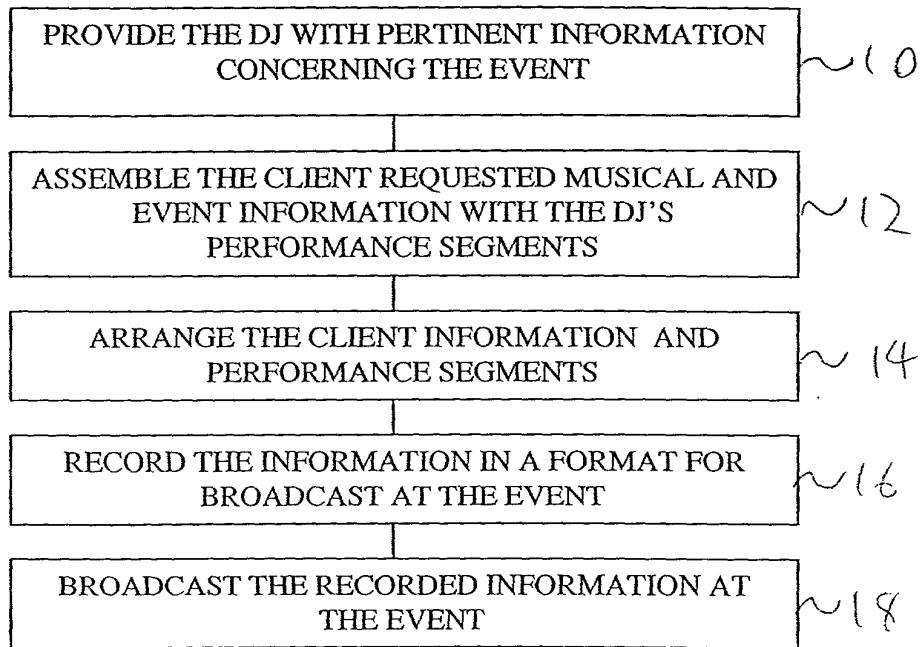 PROVIDE THE DJ WITH PERTINENT INFORMATION
CONCERNING THE EVENT
10
ASSEMBLE THE CLIENT REQUESTED MUSICAL AND
EVENT INFORMATION WITH THE DJ'S
PERFORMANCE SEGMENTS
12
ARRANGE THE CLIENT INFORMATION AND
PERFORMANCE SEGMENTS
14
RECORD THE INFORMATION IN A FORMAT FOR
BROADCAST AT THE EVENT
16
BROADCAST THE RECORDED INFORMATION AT
THE EVENT
18